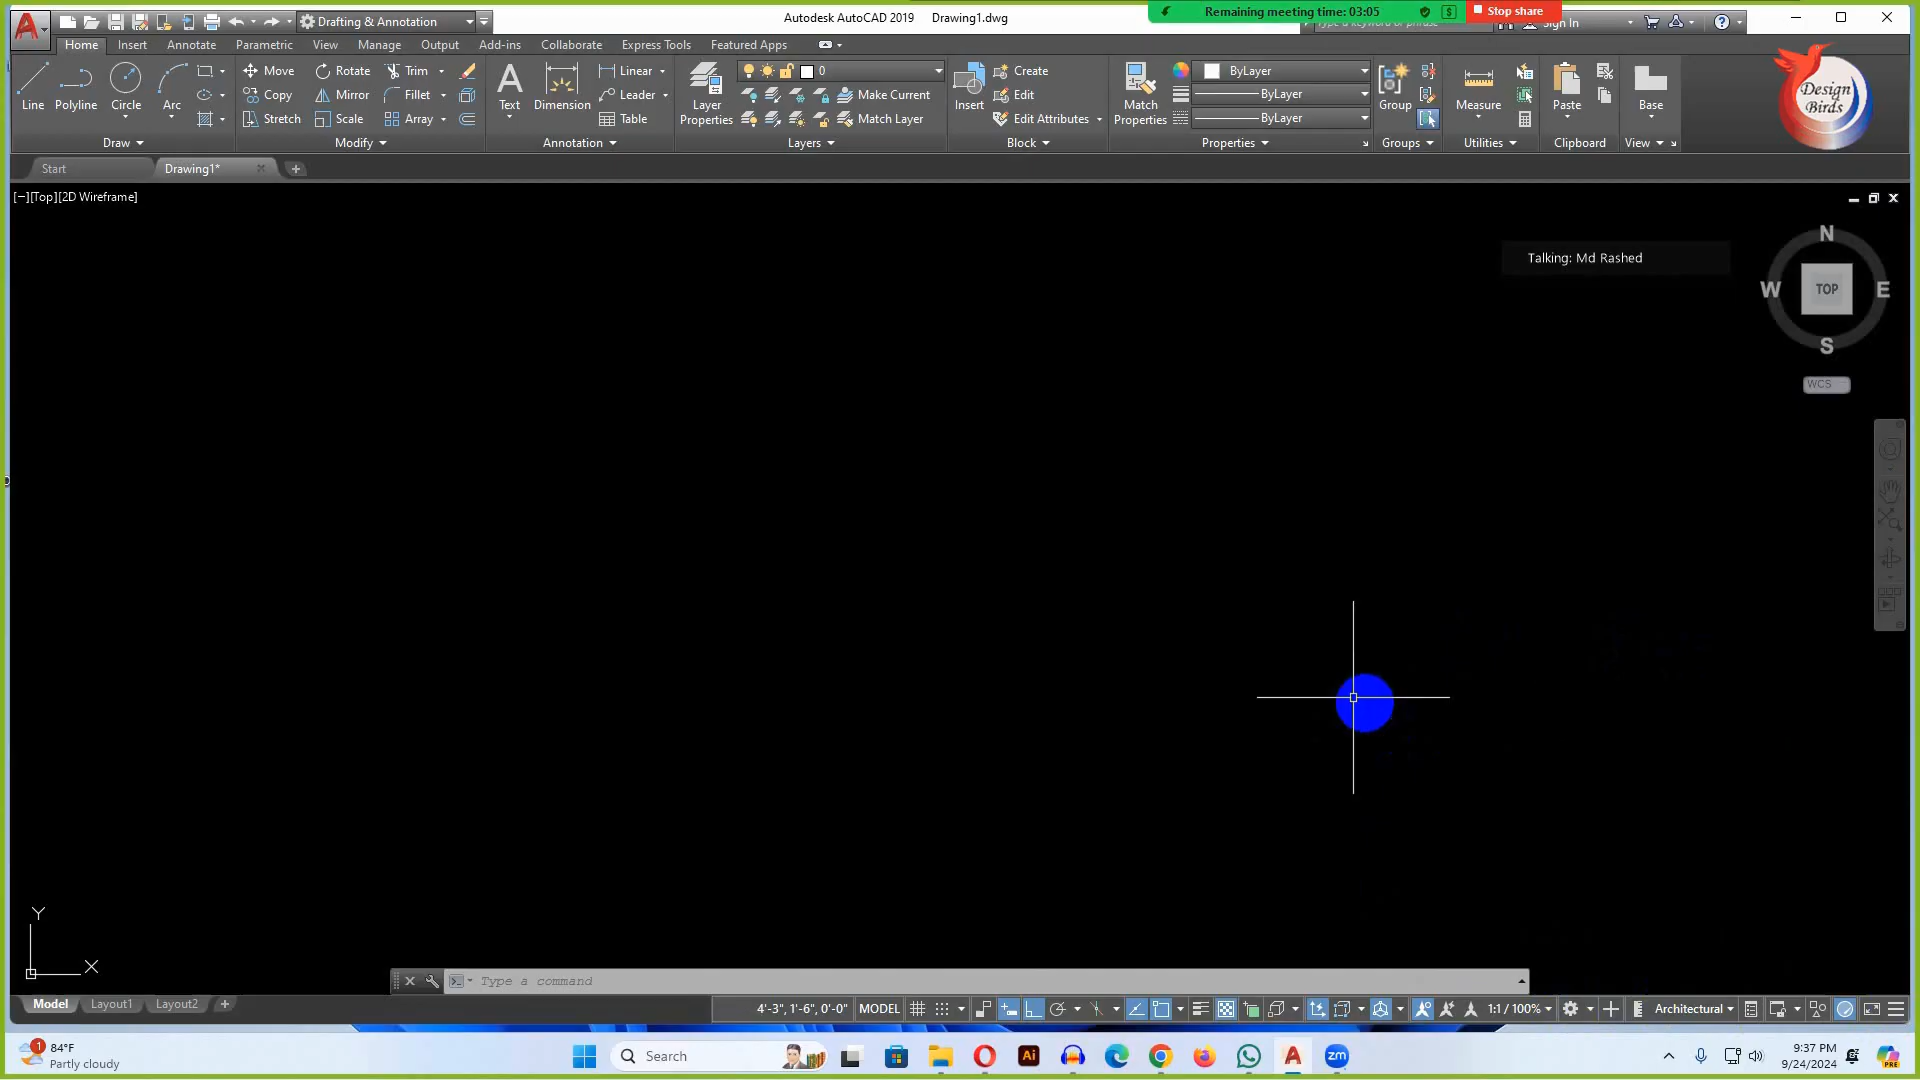 Drafting & Annotation
Autodesk AutoCAD 2019 Drawing1.dwg
Remaining meeting time: 03:05
Stop share
Sign In
Home Insert Annotate Parametric View Manage Output Add-ins Collaborate Express Tools Featured Apps
Line Polyline Circle Arc
Move Rotate Trim
Copy Mirror Fillet
Stretch Scale Array
Text Dimension
Linear
Leader
Table
Layer Properties
0
Make Current
Match Layer
Insert
Create
Edit
Edit Attributes
Match Properties
ByLayer
ByLayer
ByLayer
Group
Measure
Paste
Base
Draw Modify Annotation Layers Block Properties Groups Utilities Clipboard View
Design
Birds
Start Drawing1*
[−][Top][2D Wireframe]
Talking: Md Rashed
N
W TOP E
S
WCS
Y
X
Type a command
Model Layout1 Layout2
4'-3", 1'-6", 0'-0" MODEL 1:1 / 100% Architectural
1
84°F
Partly cloudy
Search
Ai
A
zm
9:37 PM
9/24/2024
PRE